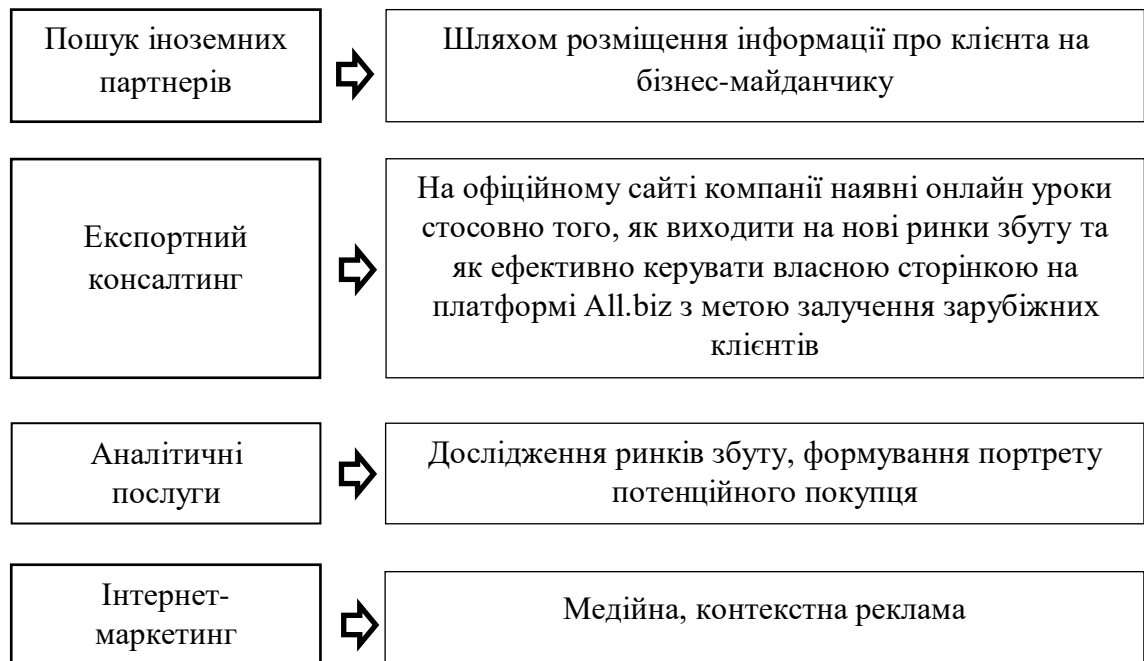 Пошук іноземних
партнерів
Шляхом розміщення інформації про клієнта на
бізнес-майданчику
Експортний
консалтинг
На офіційному сайті компанії наявні онлайн уроки
стосовно того, як виходити на нові ринки збуту та
як ефективно керувати власною сторінкою на
платформі All.biz з метою залучення зарубіжних
клієнтів
Аналітичні
послуги
Дослідження ринків збуту, формування портрету
потенційного покупця
Інтернет-
маркетинг
Медійна, контекстна реклама